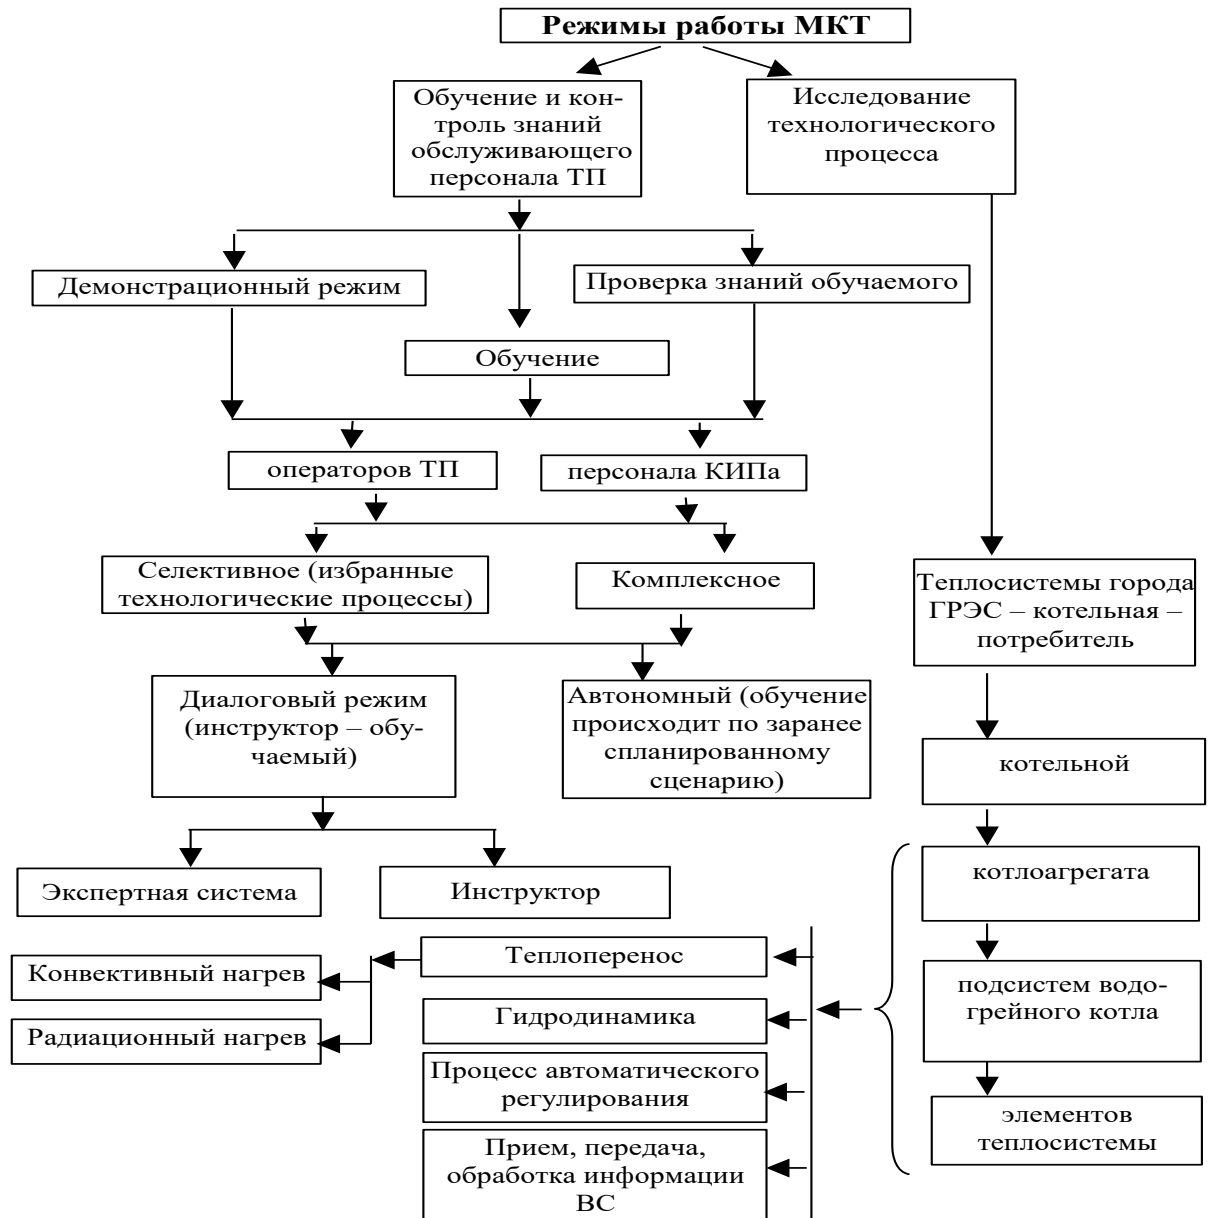 Режимы работы МКТ
Обучение и кон-
троль знаний
обслуживающего
персонала ТП
Исследование
технологического
процесса
Демонстрационный режим
Проверка знаний обучаемого
Обучение
операторов ТП
персонала КИПа
Селективное (избранные
технологические процессы)
Комплексное
Теплосистемы города
ГРЭС – котельная –
потребитель
Диалоговый режим
(инструктор – обу-
чаемый)
Автономный (обучение
происходит по заранее
спланированному
сценарию)
котельной
Экспертная система
Инструктор
котлоагрегата
Теплоперенос
Конвективный нагрев
Радиационный нагрев
Гидродинамика
подсистем водо-
грейного котла
Процесс автоматического
регулирования
элементов
теплосистемы
Прием, передача,
обработка информации
ВС